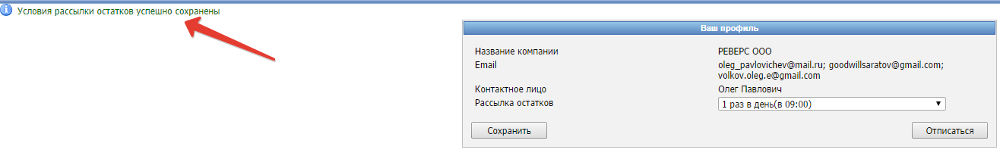 Условия рассылки остатков успешно сохранены
Ваш профиль
Название компании РЕВЕРС ООО
Email oleg_pavlovichev@mail.ru; goodwillsaratov@gmail.com;
volkov.oleg.e@gmail.com
Контактное лицо Олег Павлович
Рассылка остатков 1 раз в день(в 09:00)
Сохранить Отписаться